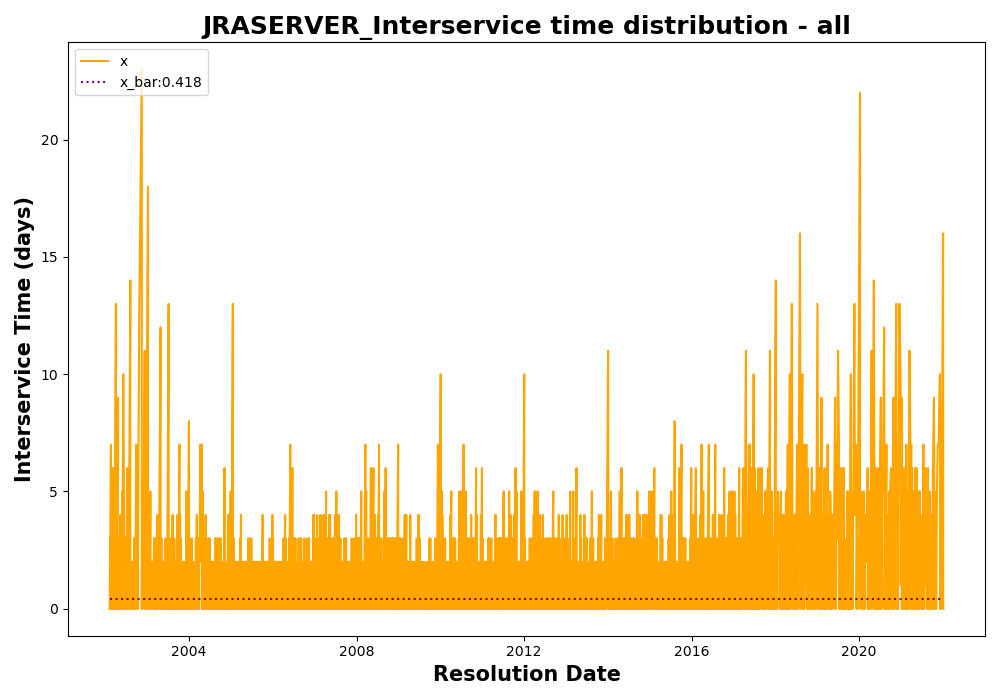 JRASERVER_Interservice time distribution - all
x
x_bar:0.418
Interservice Time (days)
20
15
10
5
0
2004 2008 2012 2016 2020
Resolution Date